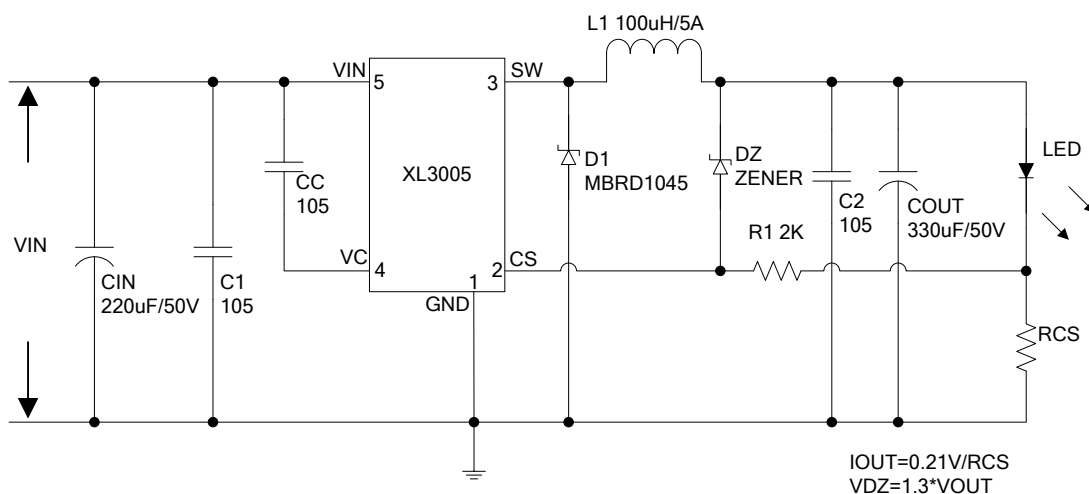 L1 100uH/5A
VIN
5
3
SW
XL3005
D1
MBRD1045
DZ
ZENER
LED
CC
105
C2
105
COUT
330uF/50V
R1 2K
VIN
VC
4
2
CS
CIN
220uF/50V
C1
105
1
GND
RCS
IOUT=0.21V/RCS
VDZ=1.3*VOUT